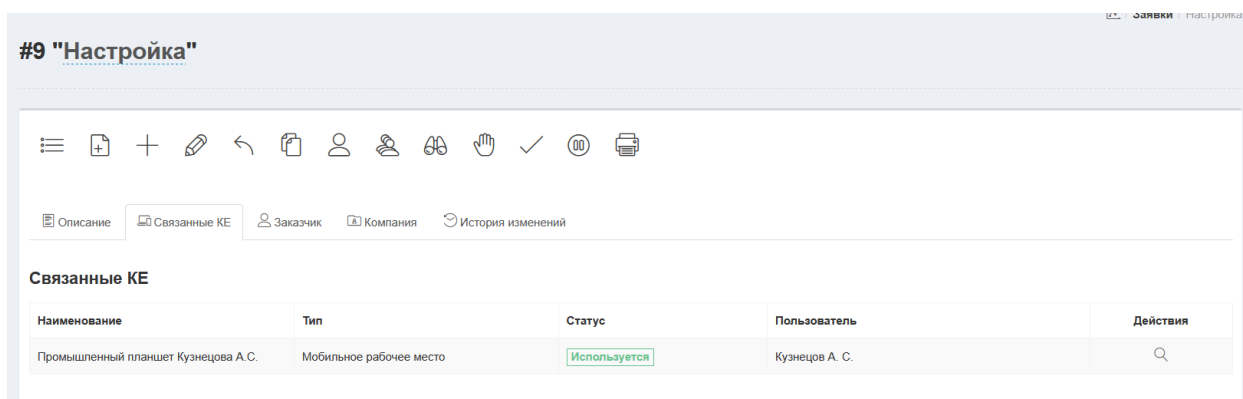 Заявки / Настройка
#9 "Настройка"
Описание Связанные КЕ Заказчик Компания История изменений
Связанные КЕ
Наименование Тип Статус Пользователь Действия
Промышленный планшет Кузнецова А.С. Мобильное рабочее место Используется Кузнецов А. С.